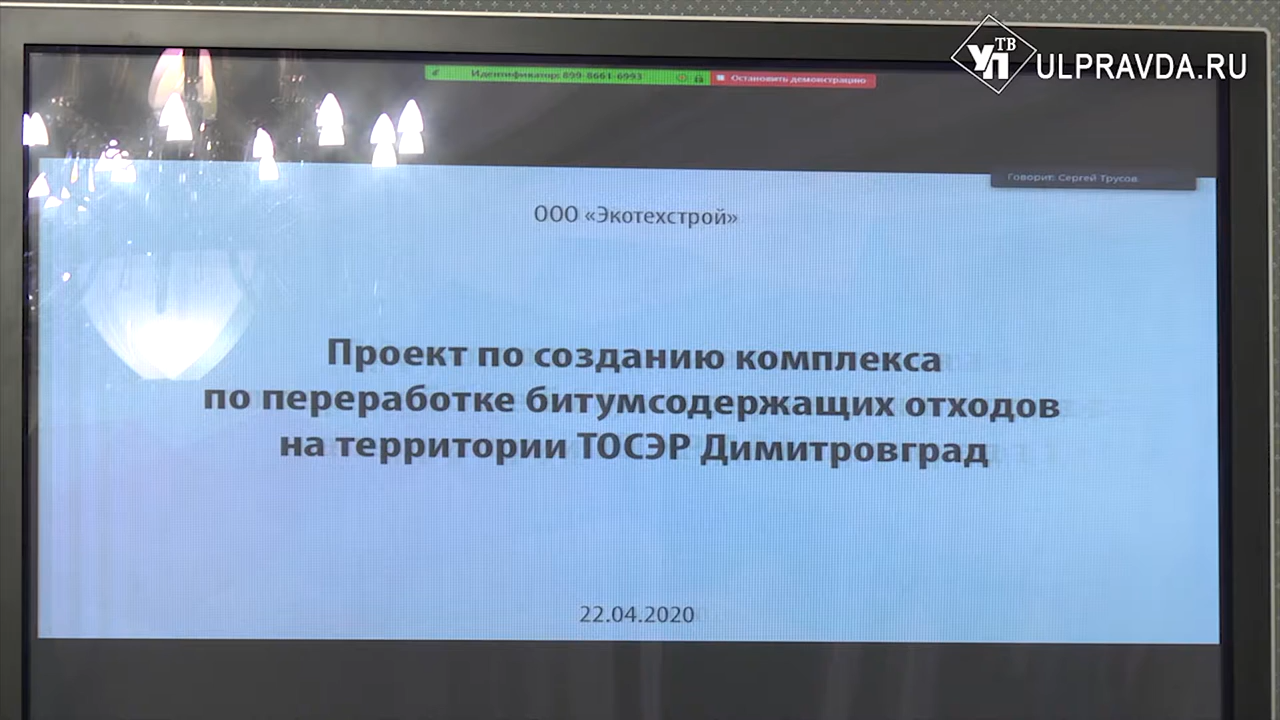 УП ТВ
ULPRAVDA.RU
Идентификатор: 899-8661-6993
Остановить демонстрацию
Говорит: Сергей Трусов
ООО «Экотехстрой»
Проект по созданию комплекса
по переработке битумсодержащих отходов
на территории ТОСЭР Димитровград
22.04.2020